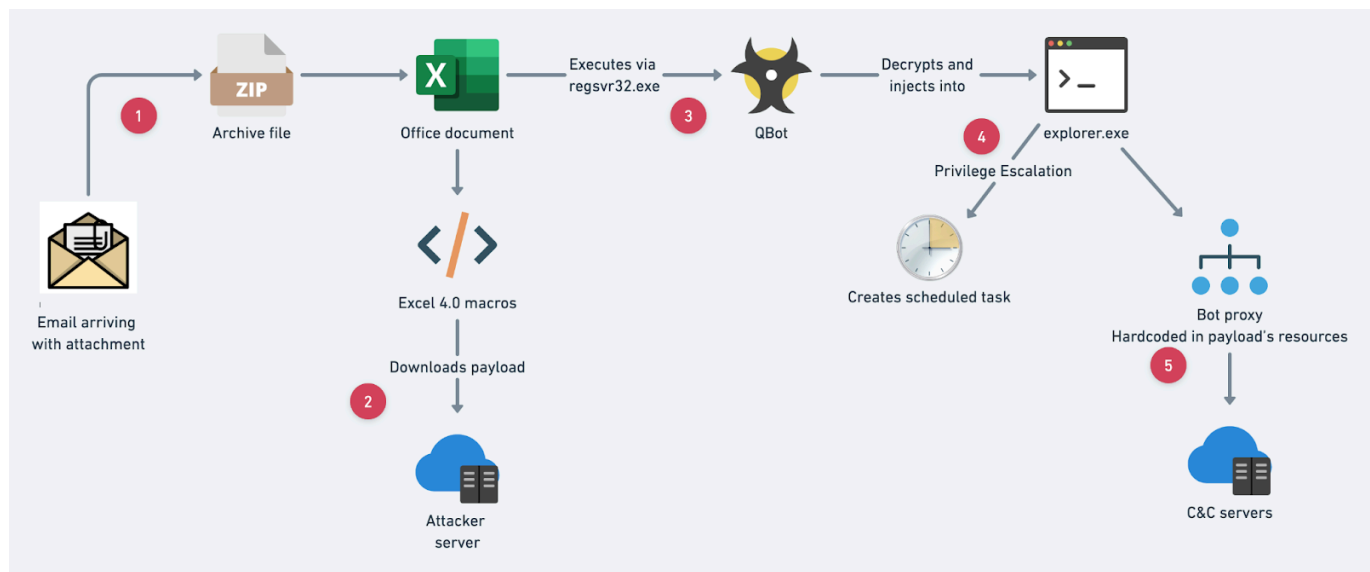 1
ZIP
Archive file
X
Office document
Executes via
regsvr32.exe
3
QBot
Decrypts and
injects into
4
explorer.exe
Privilege Escalation
Creates scheduled task
Email arriving
with attachment
Excel 4.0 macros
Downloads payload
2
Attacker
server
Bot proxy
Hardcoded in payload's resources
5
C&C servers